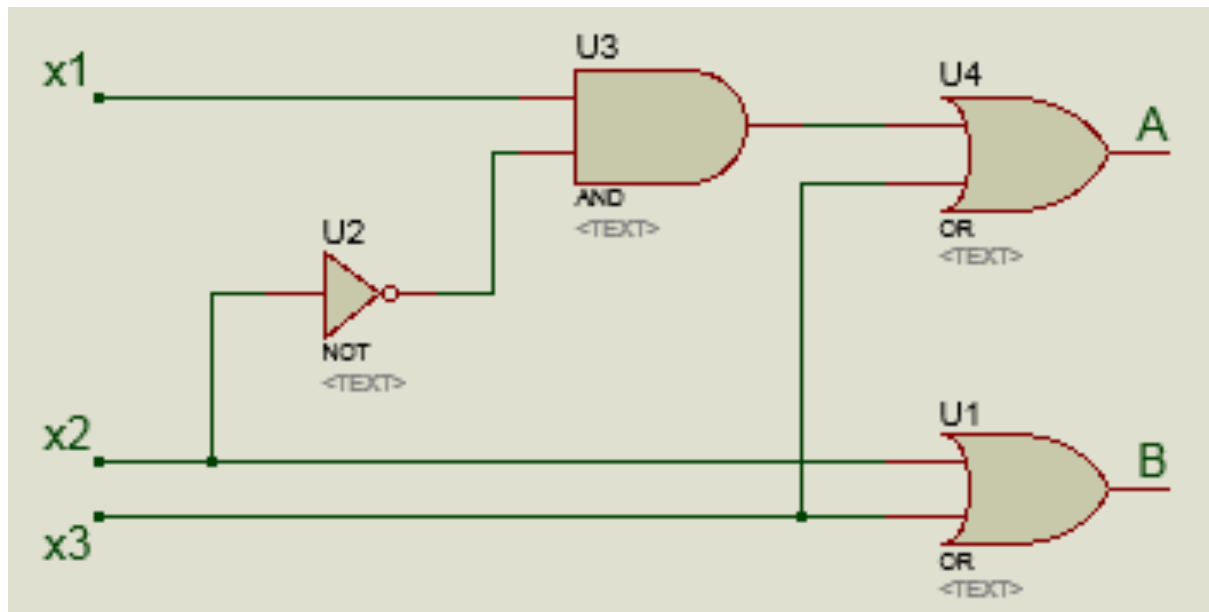 U3
x1
U4
A
AND
<TEXT>
U2
OR
<TEXT>
NOT
<TEXT>
x2
U1
B
x3
OR
<TEXT>